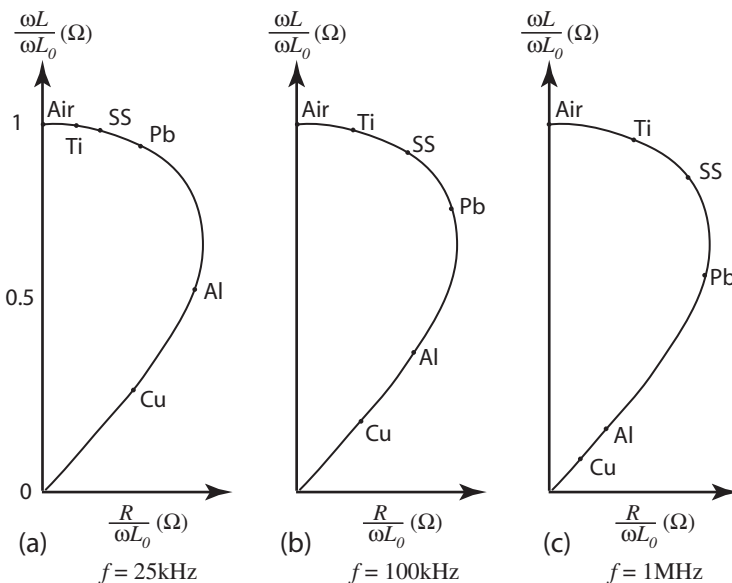 ωL/ωL₀ (Ω) ωL/ωL₀ (Ω) ωL/ωL₀ (Ω)
1 Air Ti SS Pb
Al
0.5
Cu
0
R/ωL₀ (Ω)
(a)
f = 25kHz
Air Ti SS Pb
Al
Cu
R/ωL₀ (Ω)
(b)
f = 100kHz
Air Ti SS
Pb
Al
Cu
R/ωL₀ (Ω)
(c)
f = 1MHz